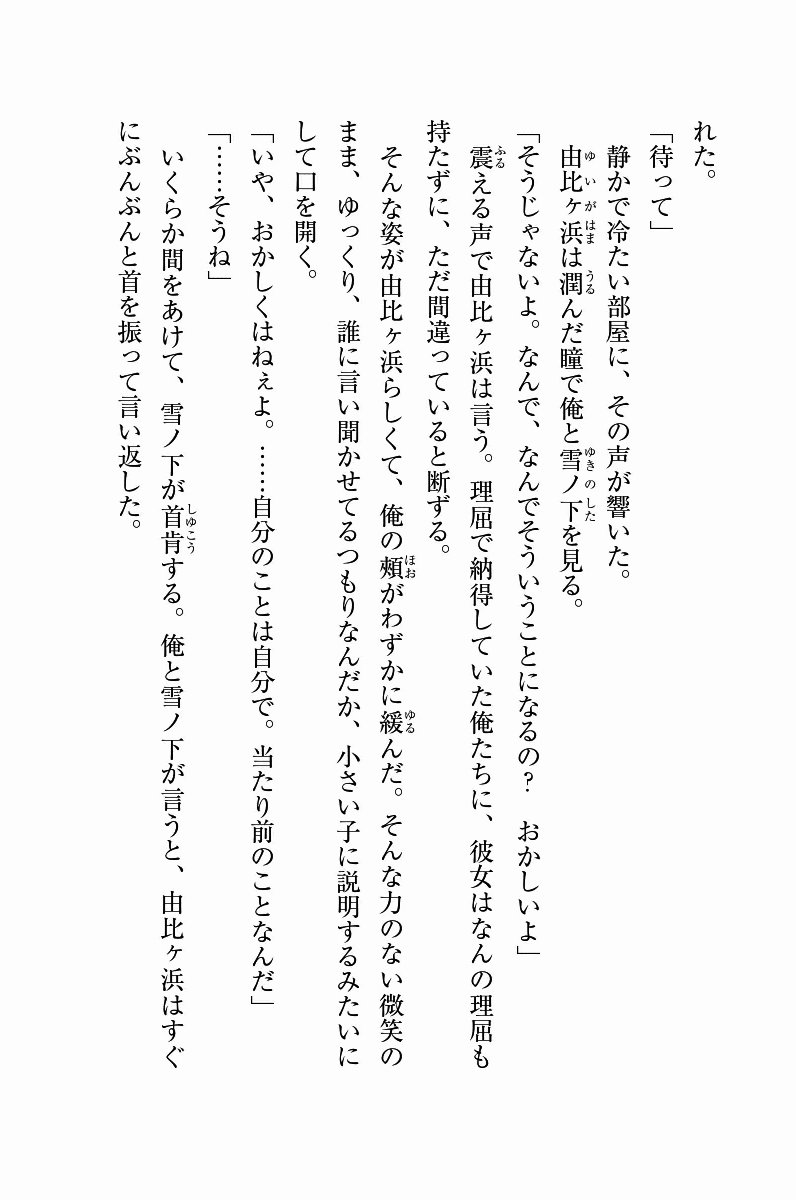 れた。
「待って」
静かで冷たい部屋に、その声が響いた。
由比ヶ浜は潤んだ瞳で俺と雪ノ下を見る。
「そうじゃないよ。なんで、なんでそういうことになるの？　おかしいよ」
震える声で由比ヶ浜は言う。理屈で納得していた俺たちに、彼女はなんの理屈も
持たずに、ただ間違っていると断ずる。
そんな姿が由比ヶ浜らしくて、俺の頰がわずかに緩んだ。そんな力のない微笑の
まま、ゆっくり、誰に言い聞かせてるつもりなんだか、小さい子に説明するみたいに
して口を開く。
「いや、おかしくはねぇよ。……自分のことは自分で。当たり前のことなんだ」
「……そうね」
いくらか間をあけて、雪ノ下が首肯する。俺と雪ノ下が言うと、由比ヶ浜はすぐ
にぶんぶんと首を振って言い返した。